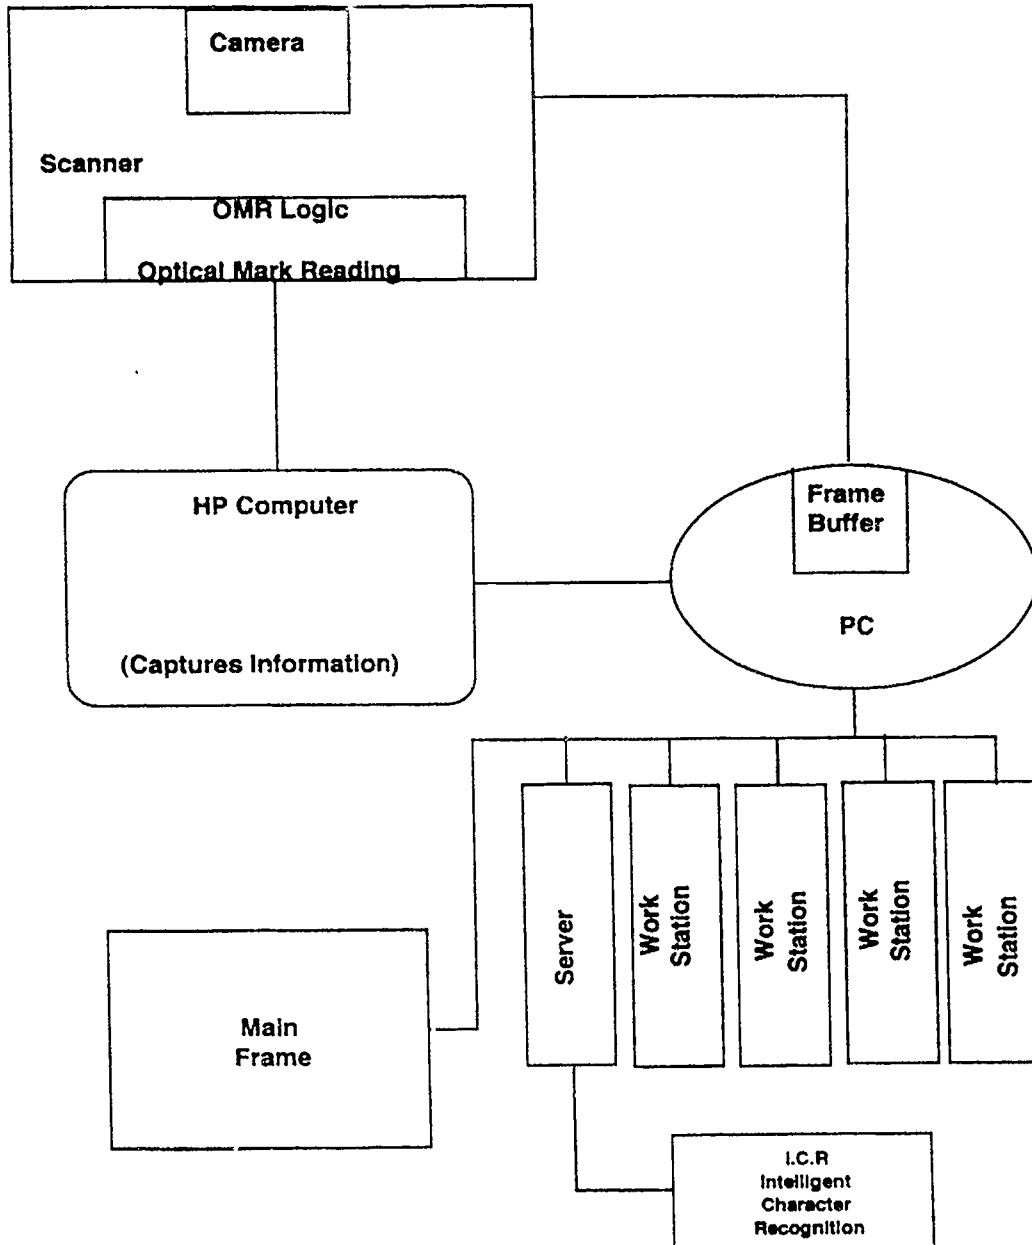 Camera
Scanner
OMR Logic
Optical Mark Reading
HP Computer
(Captures Information)
Frame
Buffer
PC
Server
Work
Station
Work
Station
Work
Station
Work
Station
Main
Frame
I.C.R
Intelligent
Character
Recognition